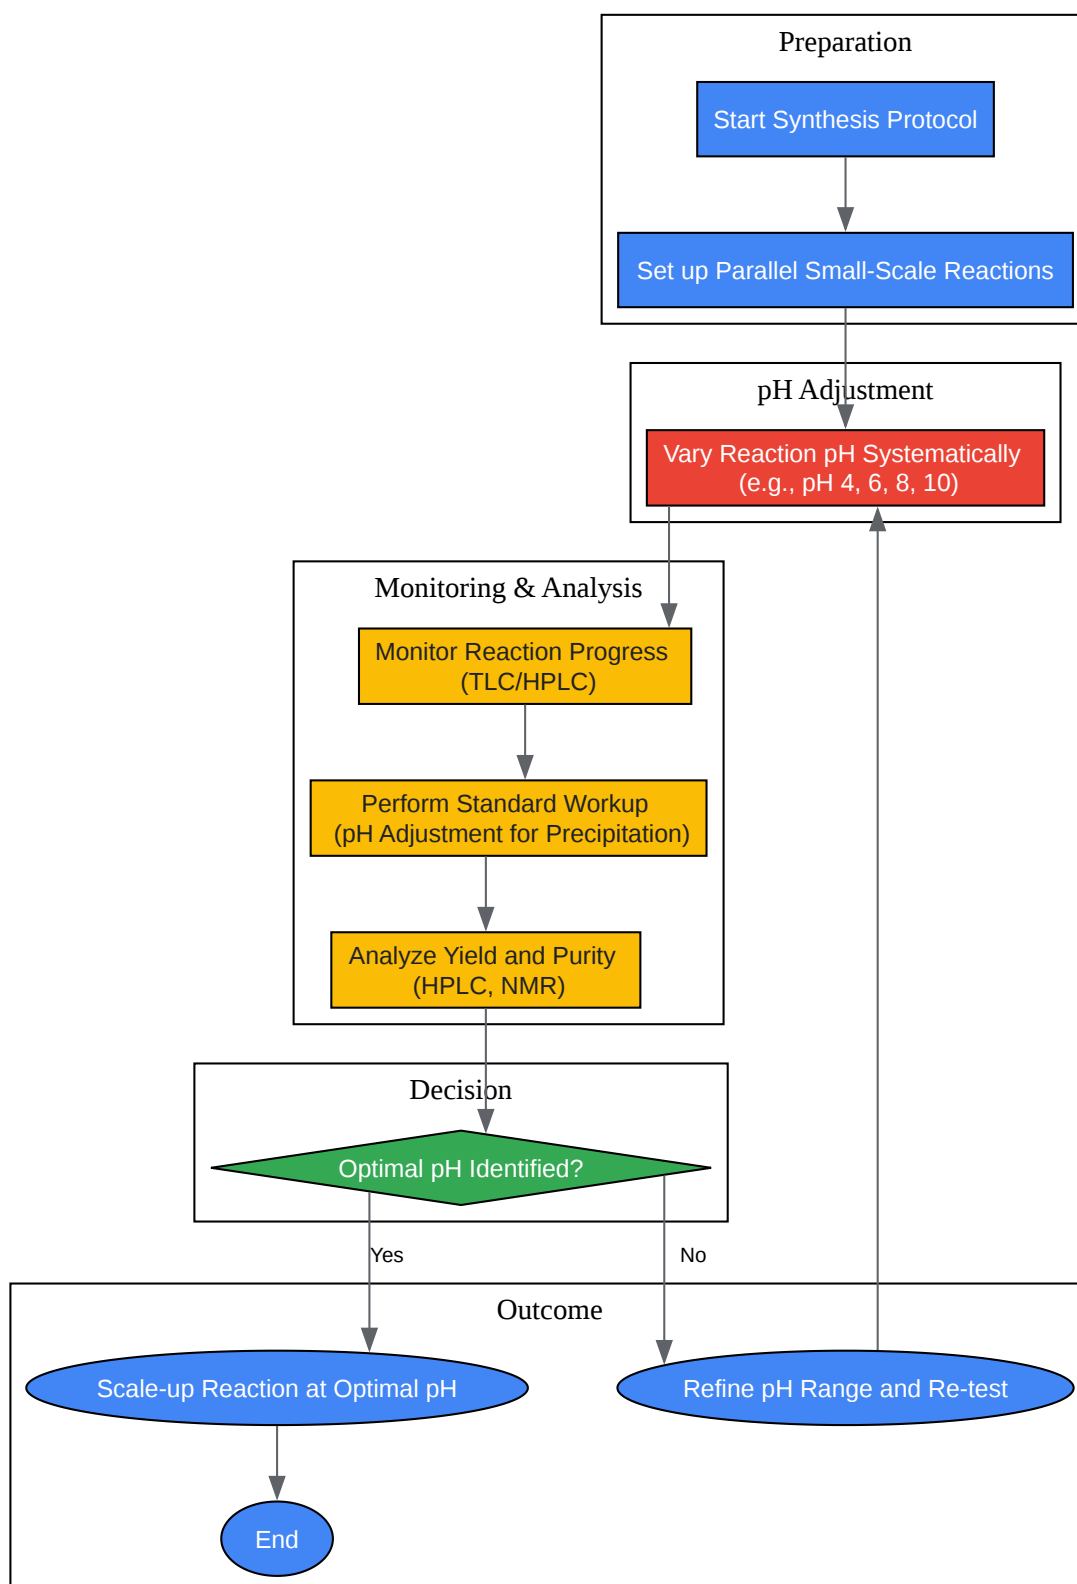 Preparation
Start Synthesis Protocol
Set up Parallel Small-Scale Reactions
pH Adjustment
Vary Reaction pH Systematically
(e.g., pH 4, 6, 8, 10)
Monitoring & Analysis
Monitor Reaction Progress
(TLC/HPLC)
Perform Standard Workup
(pH Adjustment for Precipitation)
Analyze Yield and Purity
(HPLC, NMR)
Decision
Optimal pH Identified?
Yes
No
Outcome
Scale-up Reaction at Optimal pH
Refine pH Range and Re-test
End